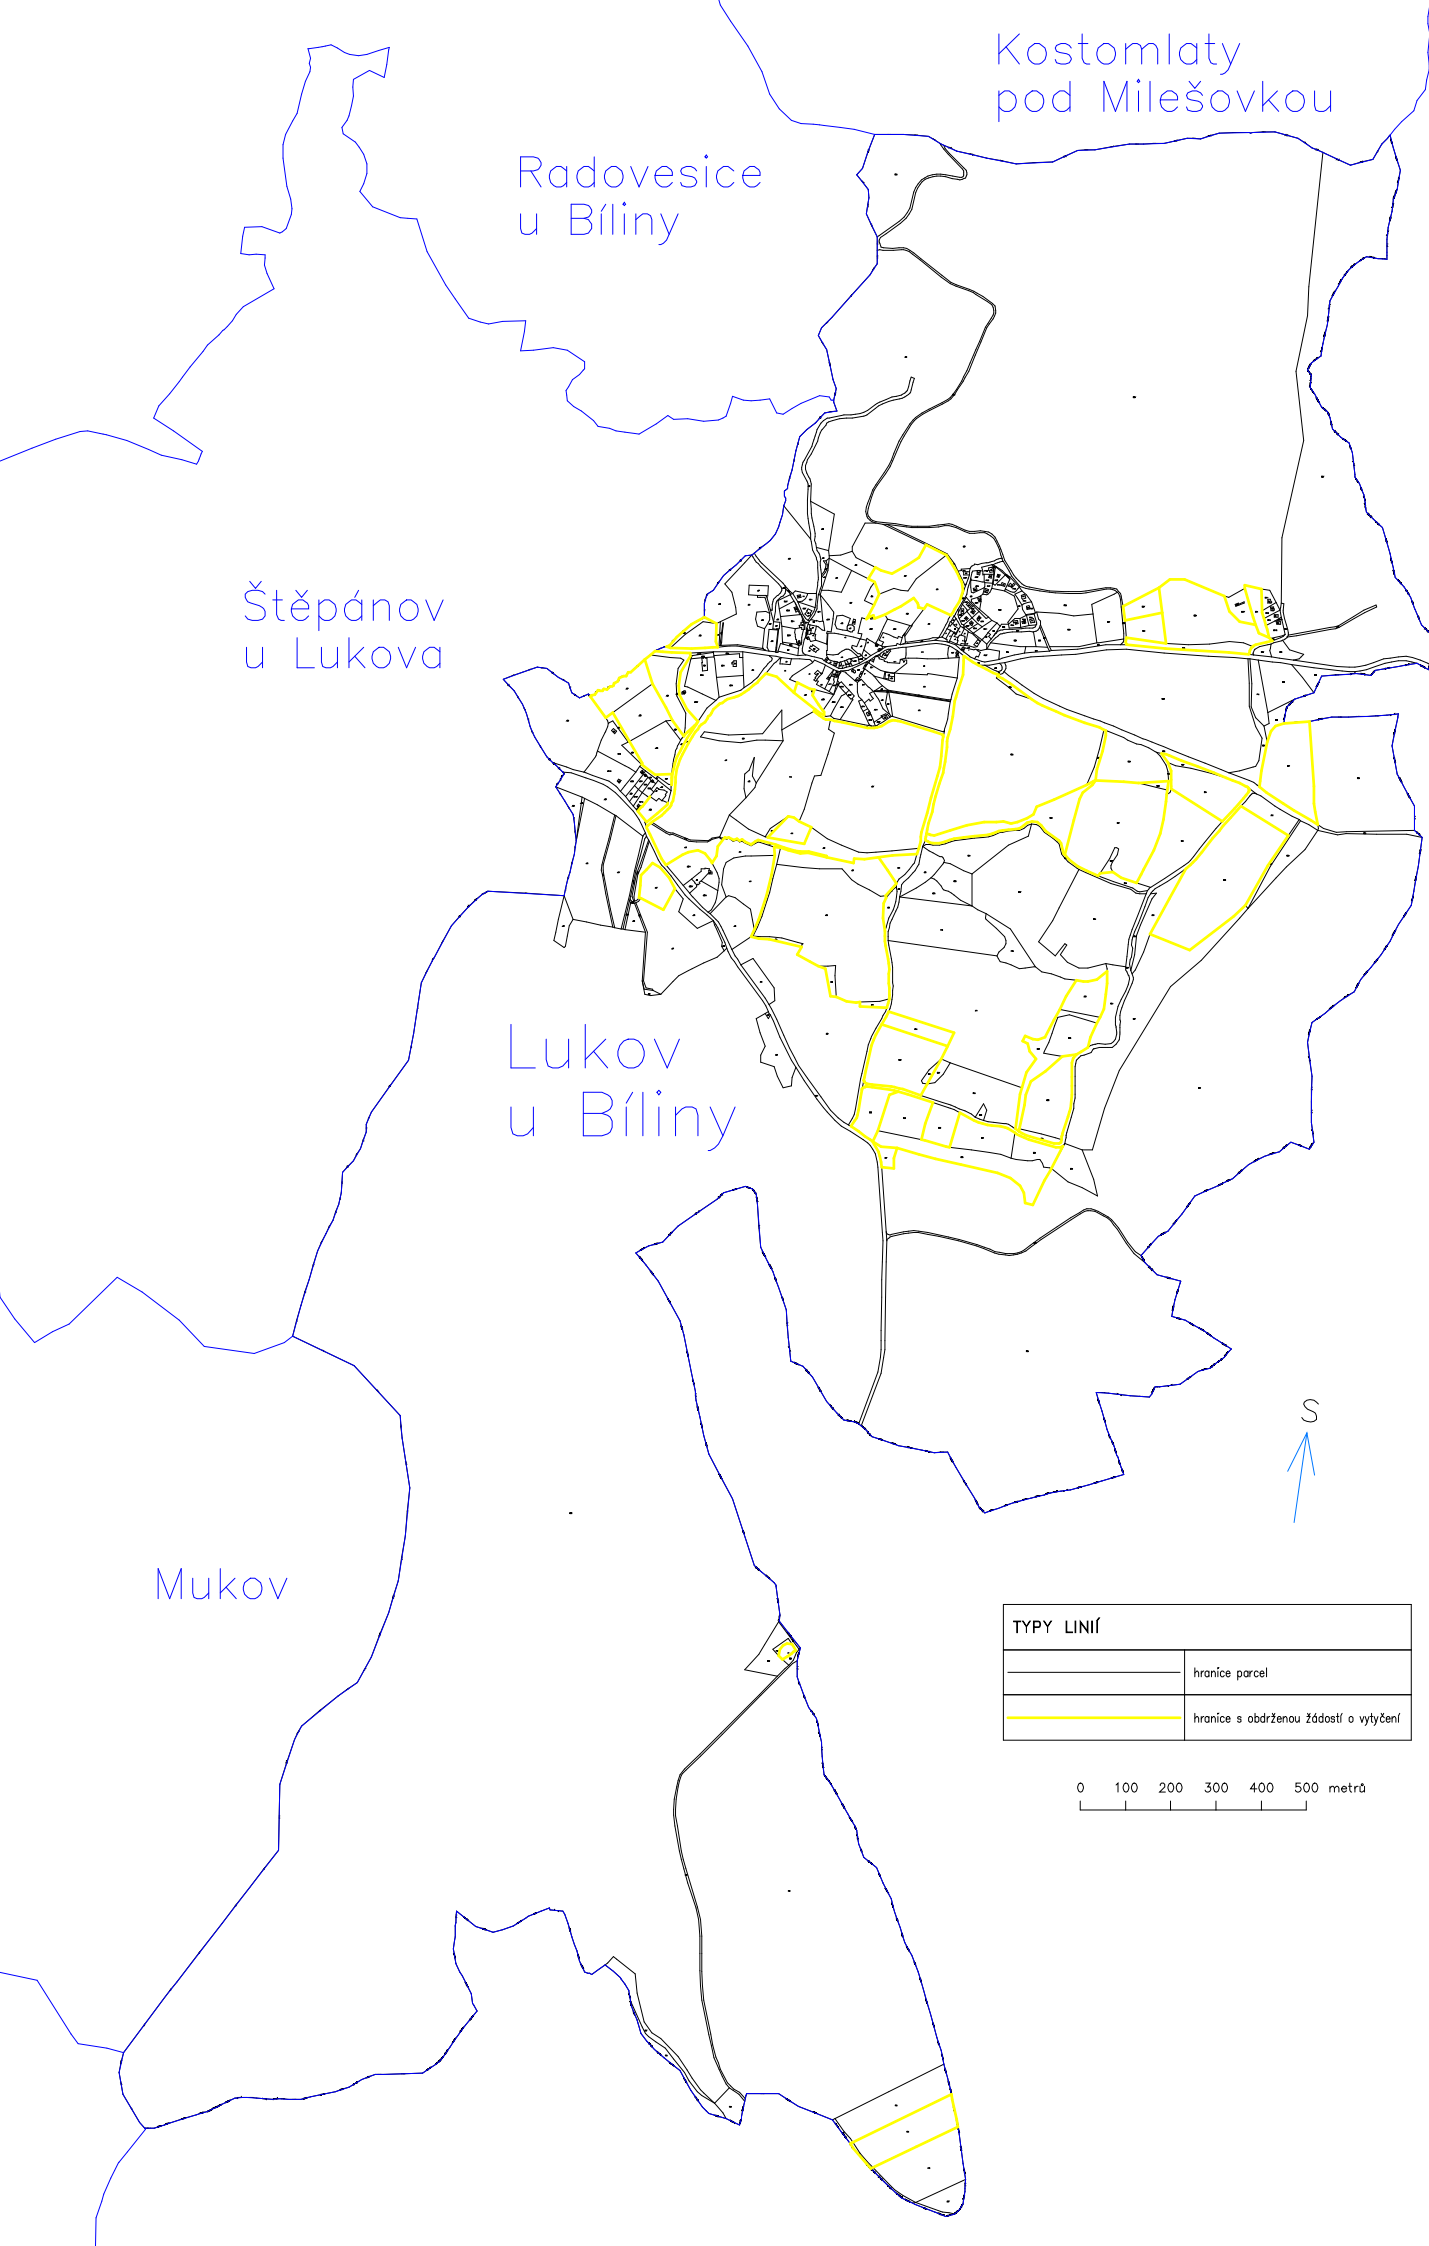 Kostomlaty
pod Milešovkou
Radovesice
u Bíliny
Štěpánov
u Lukova
Lukov
u Bíliny
S
Mukov
TYPY LINIÍ
hranice parcel
hranice s obdrženou žádostí o vytyčení
0 100 200 300 400 500 metrů